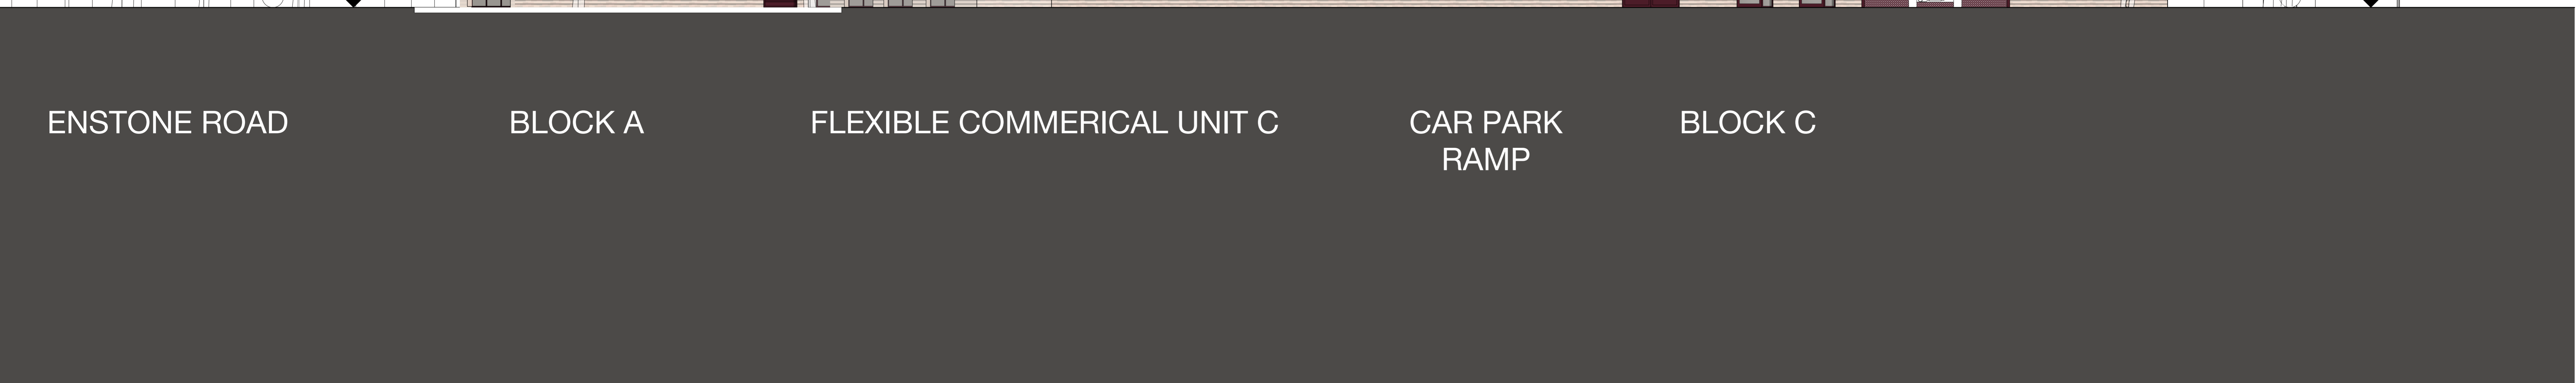 ENSTONE ROAD
BLOCK A
FLEXIBLE COMMERICAL UNIT C
CAR PARK
RAMP
BLOCK C